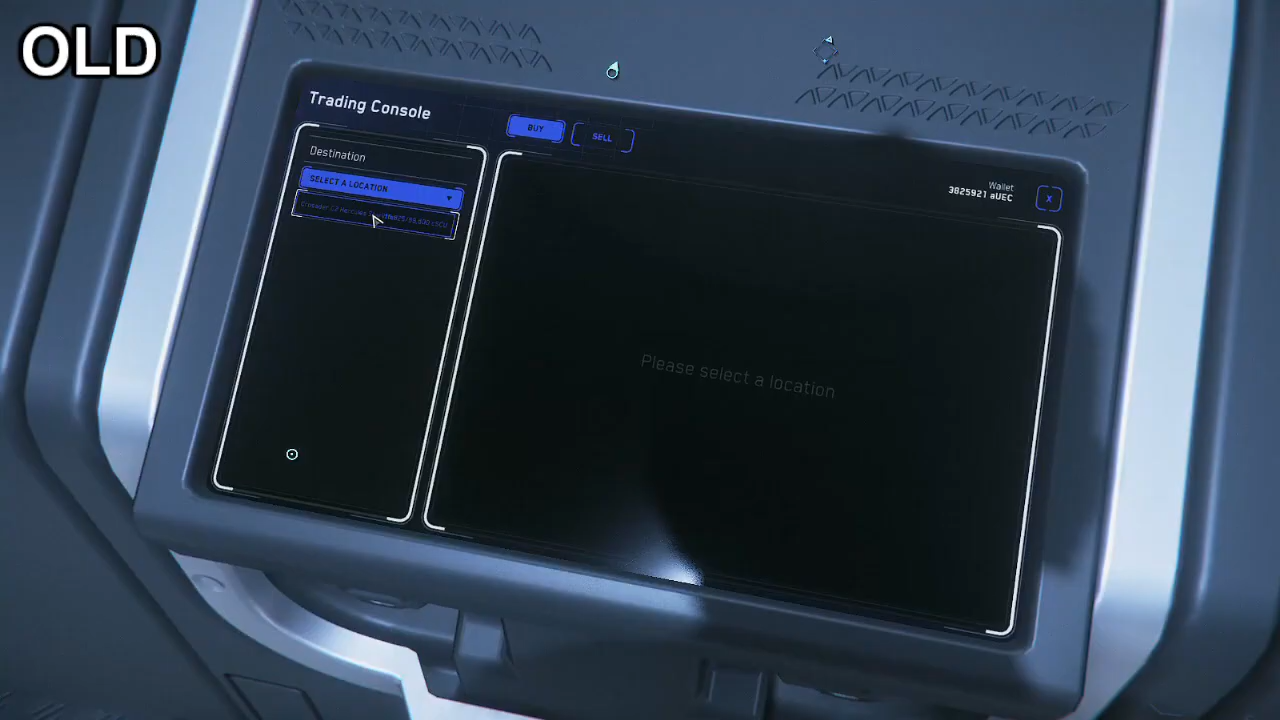 OLD
Trading Console
BUY
SELL
Destination
SELECT A LOCATION
Wallet
3825921 aUEC
X
Please select a location